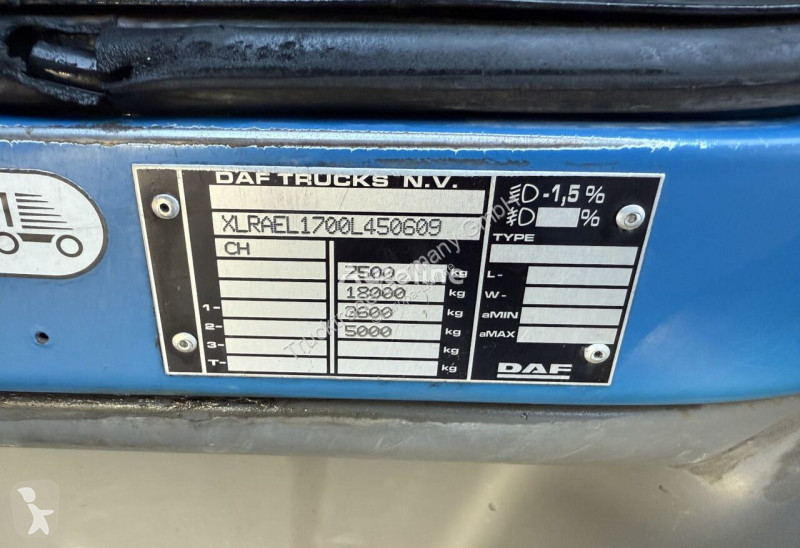 DAF TRUCKS N.V.
XLRAEL1700L450609
CH
7500 kg
18000 kg
1- 3600 kg
2- 5000 kg
3- kg
T- kg
-1,5 %
%
TYPE
L-
W-
aMIN
aMAX
DAF